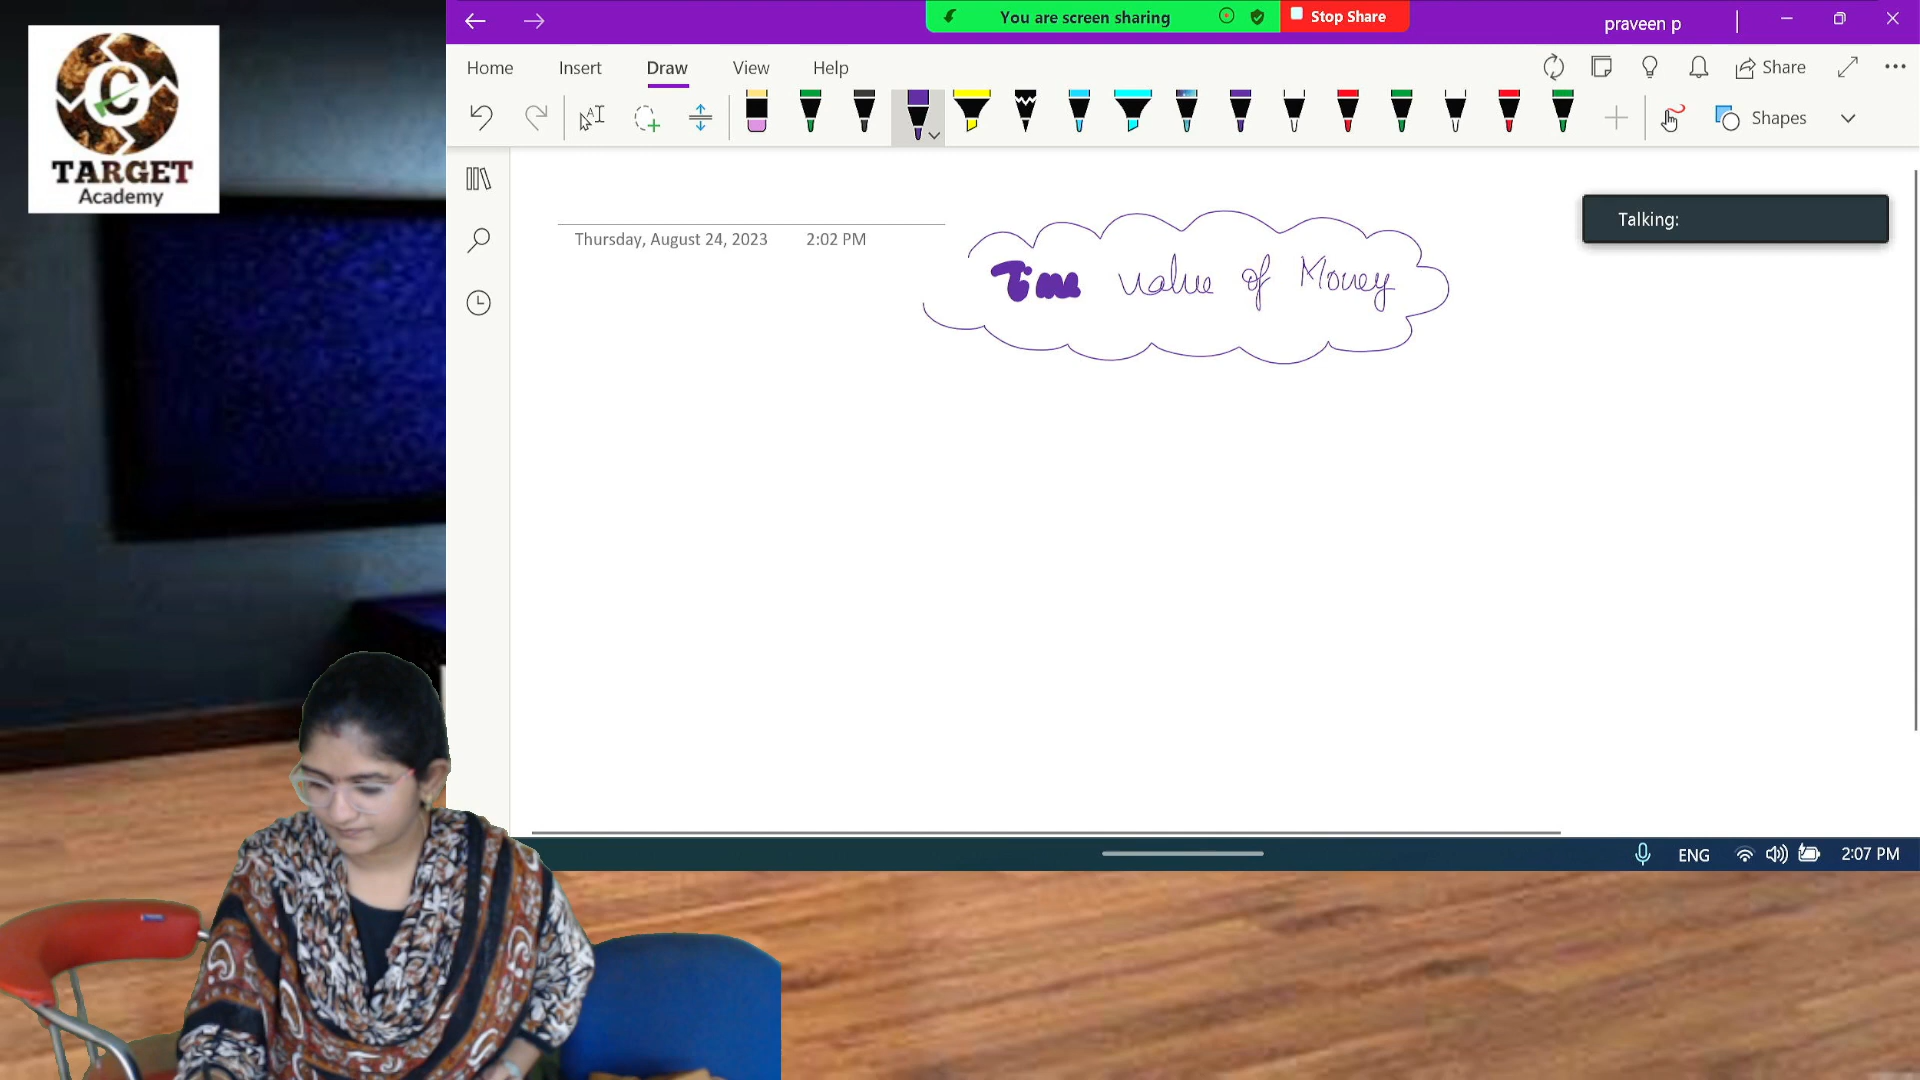 C
TARGET
Academy
You are screen sharing
Stop Share
praveen p
Home Insert Draw View Help
Share
Shapes
Talking:
Thursday, August 24, 2023 2:02 PM
Time value of Money
ENG 2:07 PM